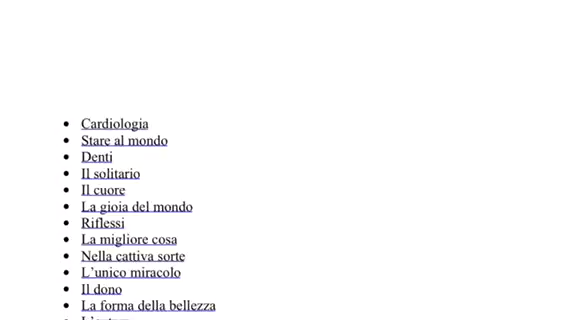 Cardiologia
Stare al mondo
Denti
Il solitario
Il cuore
La gioia del mondo
Riflessi
La migliore cosa
Nella cattiva sorte
L’unico miracolo
Il dono
La forma della bellezza